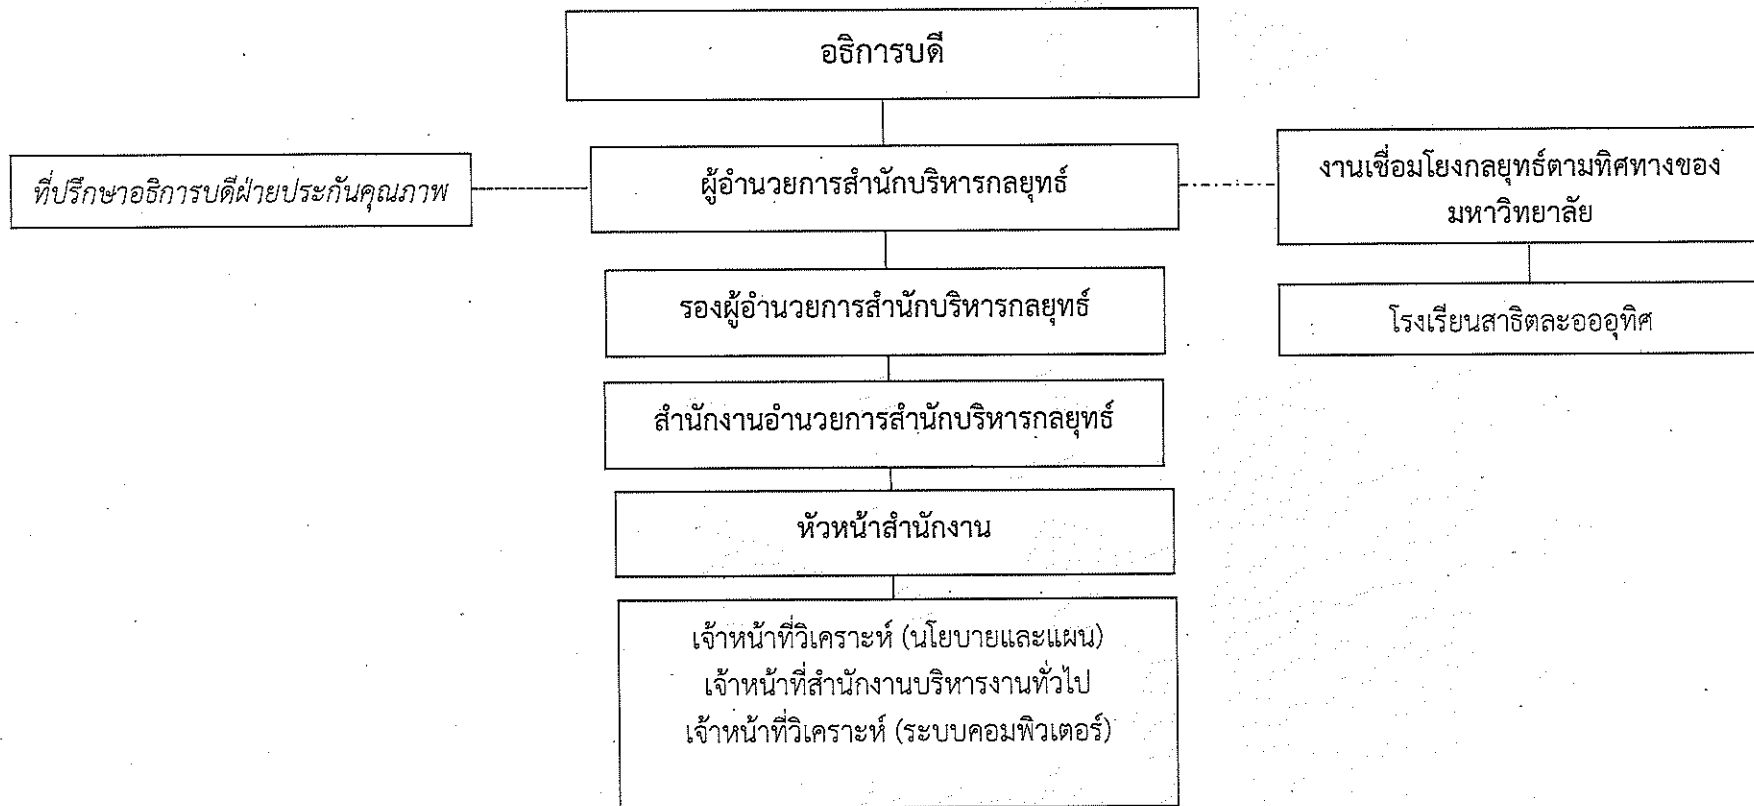 อธิการบดี
ที่ปรึกษาอธิการบดีฝ่ายประกันคุณภาพ
ผู้อำนวยการสำนักบริหารกลยุทธ์
งานเชื่อมโยงกลยุทธ์ตามทิศทางของ
มหาวิทยาลัย
รองผู้อำนวยการสำนักบริหารกลยุทธ์
โรงเรียนสาธิตละอออุทิศ
สำนักงานอำนวยการสำนักบริหารกลยุทธ์
หัวหน้าสำนักงาน
เจ้าหน้าที่วิเคราะห์ (นโยบายและแผน)
เจ้าหน้าที่สำนักงานบริหารงานทั่วไป
เจ้าหน้าที่วิเคราะห์ (ระบบคอมพิวเตอร์)